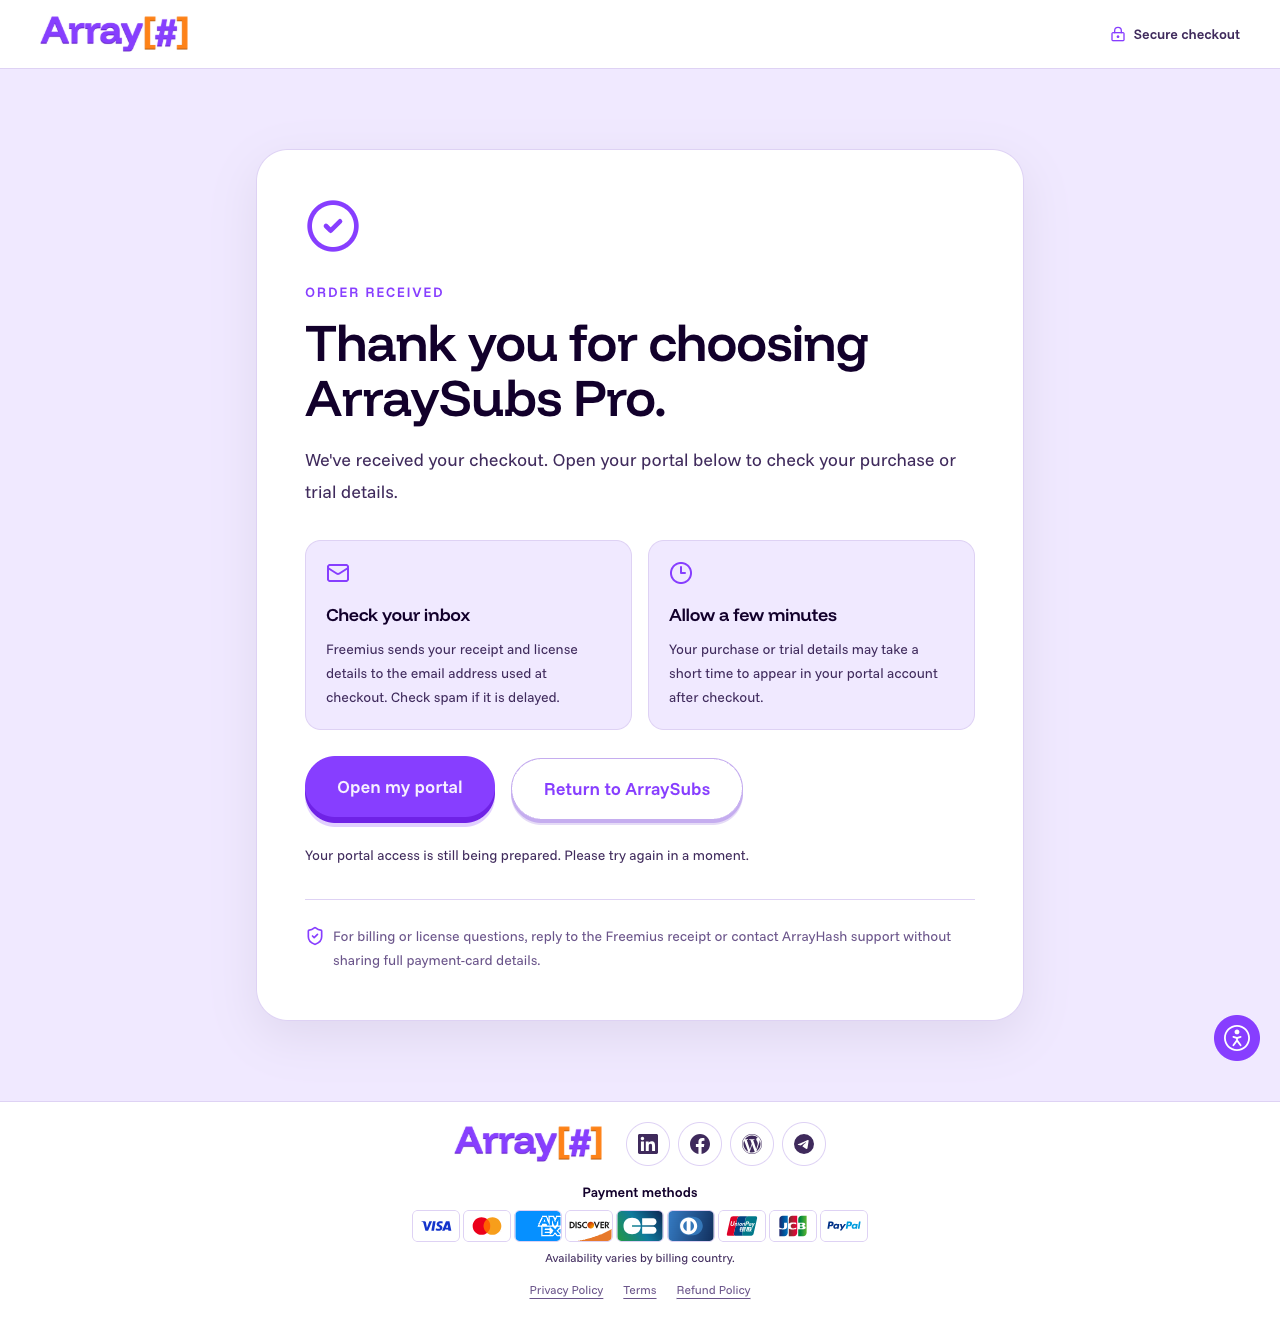 Array[#]
Secure checkout
ORDER RECEIVED
Thank you for choosing
ArraySubs Pro.
We've received your checkout. Open your portal below to check your purchase or
trial details.
Check your inbox
Freemius sends your receipt and license
details to the email address used at
checkout. Check spam if it is delayed.
Allow a few minutes
Your purchase or trial details may take a
short time to appear in your portal account
after checkout.
Open my portal
Return to ArraySubs
Your portal access is still being prepared. Please try again in a moment.
For billing or license questions, reply to the Freemius receipt or contact ArrayHash support without
sharing full payment-card details.
Array[#]
Payment methods
VISA
AM
EX
DISCOVER
UnionPay
银联
JCB
PayPal
Availability varies by billing country.
Privacy Policy
Terms
Refund Policy